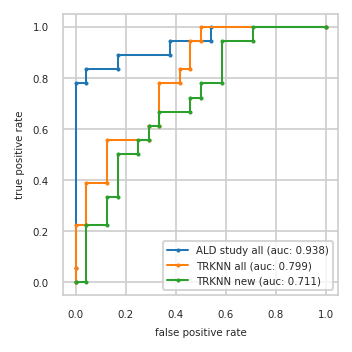 1.0
0.8
0.6
0.4
0.2
0.0
true positive rate
ALD study all (auc: 0.938)
TRKNN all (auc: 0.799)
TRKNN new (auc: 0.711)
0.0 0.2 0.4 0.6 0.8 1.0
false positive rate